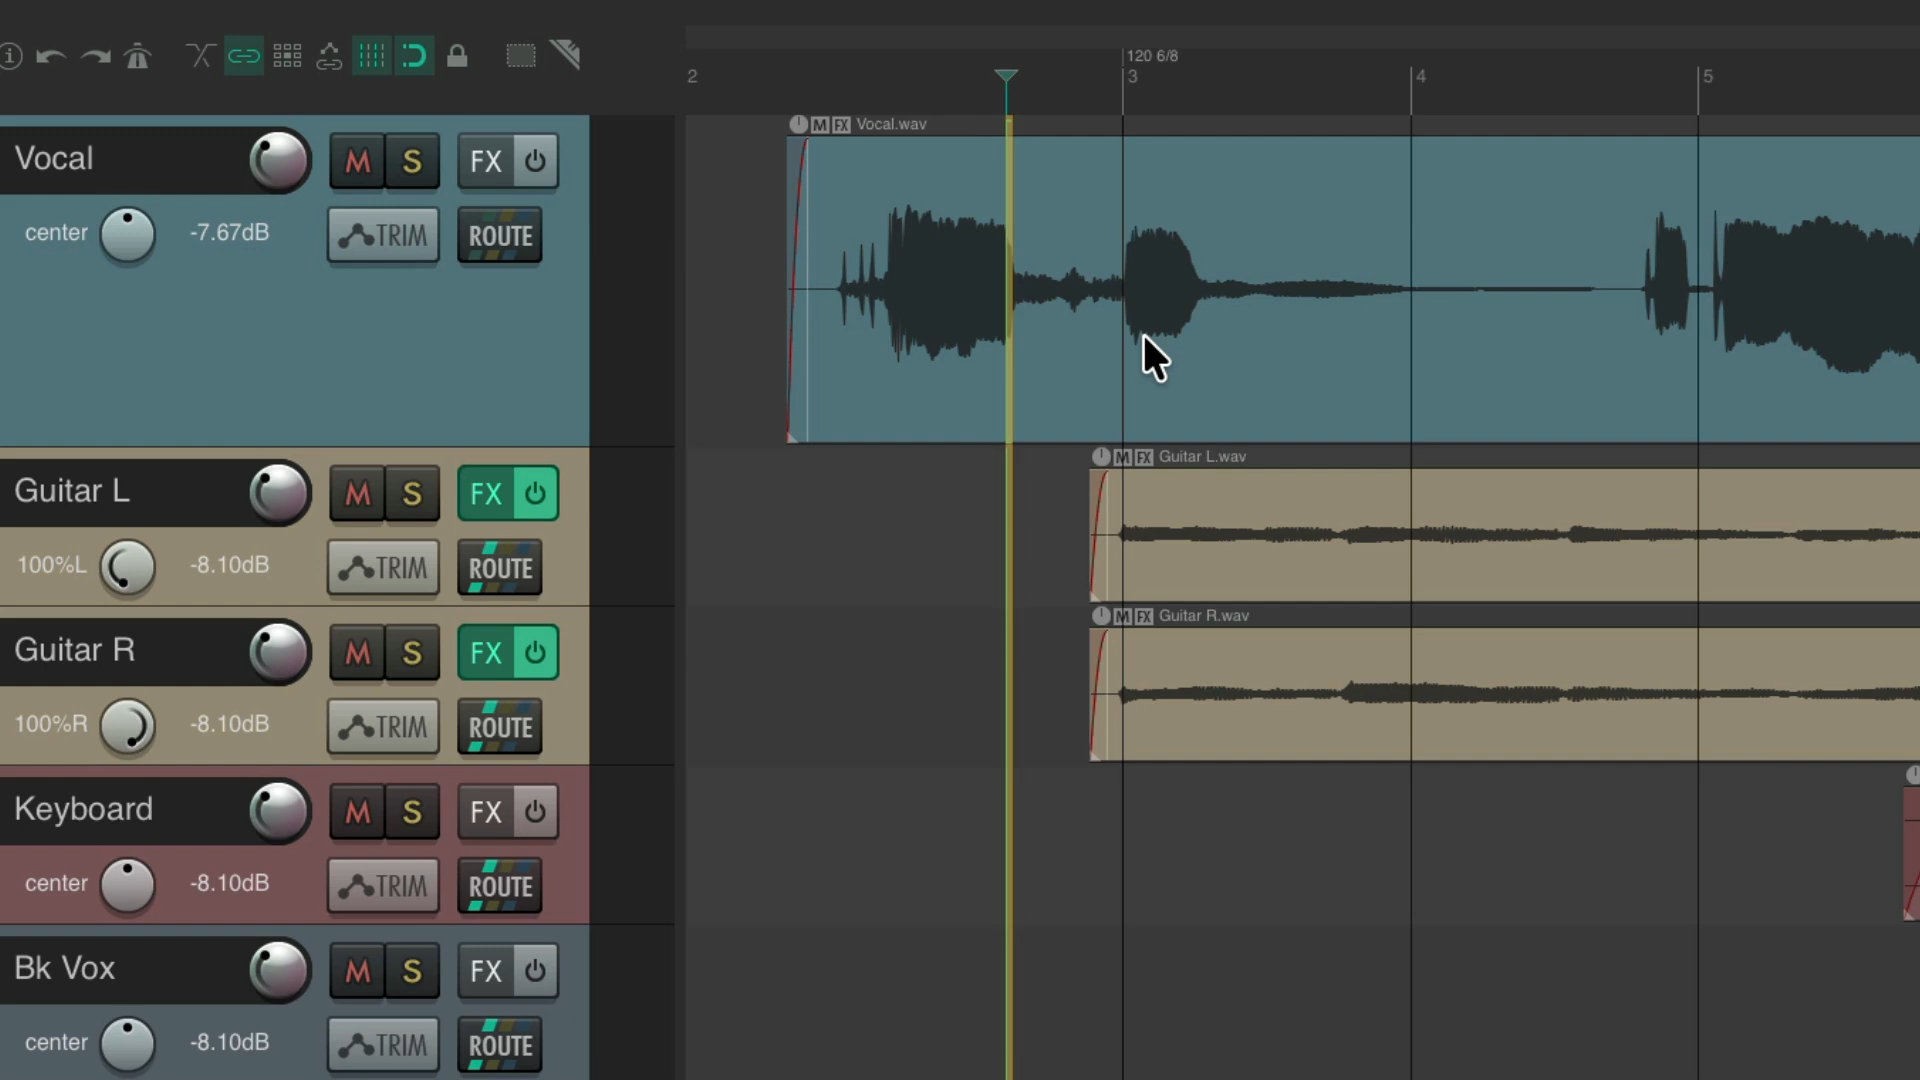 120 6/8
2 3 4 5
M FX Vocal.wav
Vocal M S FX
center -7.67dB TRIM ROUTE
M FX Guitar L.wav
Guitar L M S FX
100%L -8.10dB TRIM ROUTE
M FX Guitar R.wav
Guitar R M S FX
100%R -8.10dB TRIM ROUTE
Keyboard M S FX
center -8.10dB TRIM ROUTE
Bk Vox M S FX
center -8.10dB TRIM ROUTE